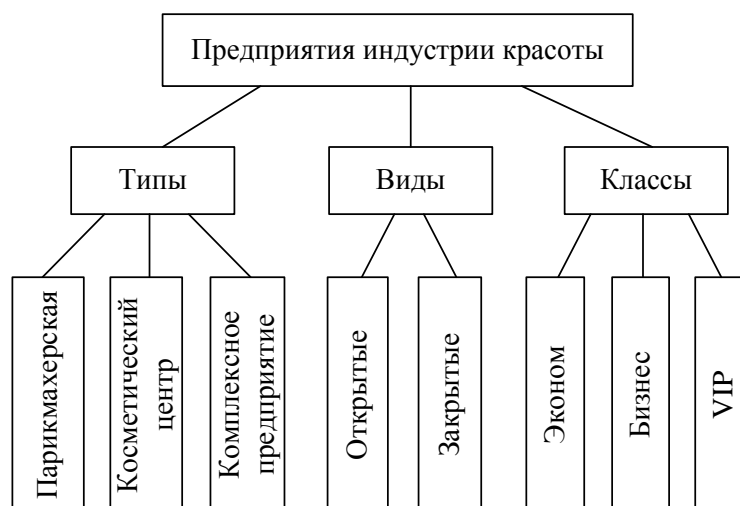 Предприятия индустрии красоты
Типы
Виды
Классы
Парикмахерская
Косметический
центр
Комплексное
предприятие
Открытые
Закрытые
Эконом
Бизнес
VIP